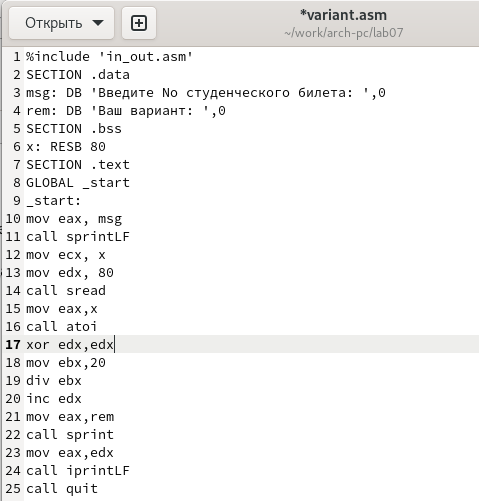 Открыть
*variant.asm
~/work/arch-pc/lab07
1 %include 'in_out.asm'
2 SECTION .data
3 msg: DB 'Введите No студенческого билета: ',0
4 rem: DB 'Ваш вариант: ',0
5 SECTION .bss
6 x: RESB 80
7 SECTION .text
8 GLOBAL _start
9 _start:
10 mov eax, msg
11 call sprintLF
12 mov ecx, x
13 mov edx, 80
14 call sread
15 mov eax,x
16 call atoi
17 xor edx,edx
18 mov ebx,20
19 div ebx
20 inc edx
21 mov eax,rem
22 call sprint
23 mov eax,edx
24 call iprintLF
25 call quit